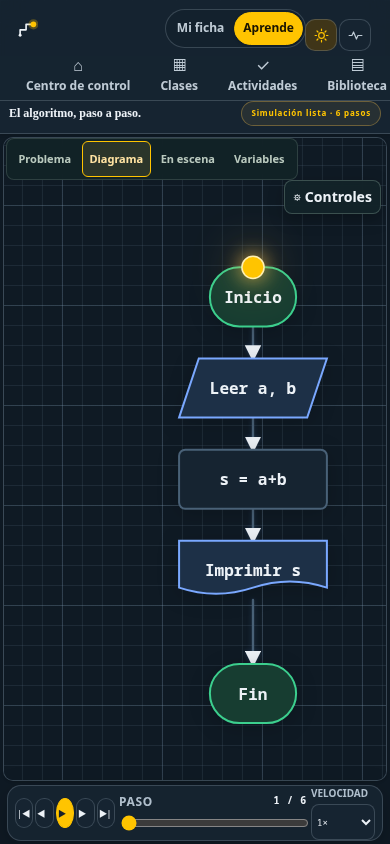 Mi ficha Aprende
Centro de control Clases Actividades Biblioteca
El algoritmo, paso a paso. Simulación lista · 6 pasos
Problema Diagrama En escena Variables
Controles
Inicio
Leer a, b
s = a+b
Imprimir s
Fin
PASO 1 / 6 VELOCIDAD
1×